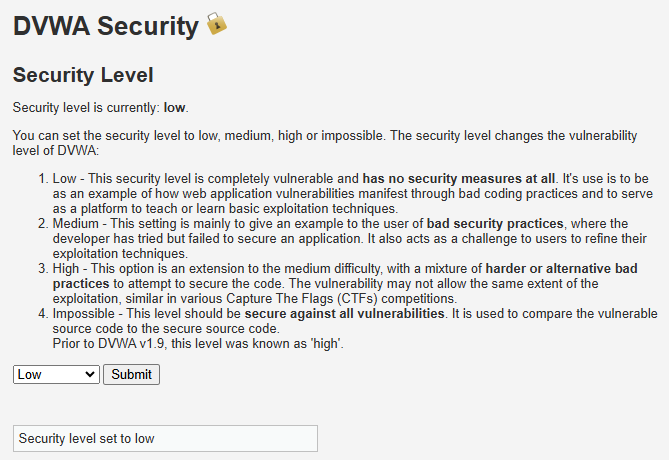 DVWA Security
Security Level
Security level is currently: low.
You can set the security level to low, medium, high or impossible. The security level changes the vulnerability
level of DVWA:
1. Low - This security level is completely vulnerable and has no security measures at all. It's use is to be
as an example of how web application vulnerabilities manifest through bad coding practices and to serve
as a platform to teach or learn basic exploitation techniques.
2. Medium - This setting is mainly to give an example to the user of bad security practices, where the
developer has tried but failed to secure an application. It also acts as a challenge to users to refine their
exploitation techniques.
3. High - This option is an extension to the medium difficulty, with a mixture of harder or alternative bad
practices to attempt to secure the code. The vulnerability may not allow the same extent of the
exploitation, similar in various Capture The Flags (CTFs) competitions.
4. Impossible - This level should be secure against all vulnerabilities. It is used to compare the vulnerable
source code to the secure source code.
Prior to DVWA v1.9, this level was known as 'high'.
Low Submit
Security level set to low